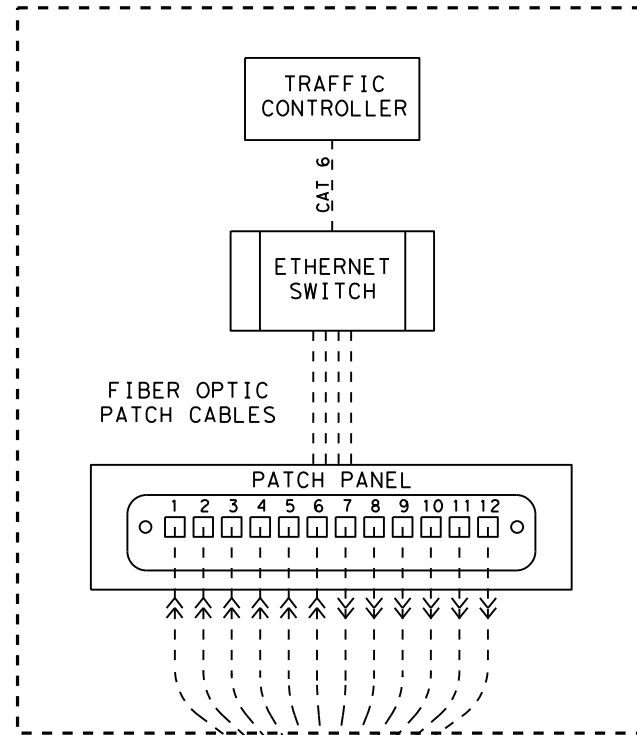 TRAFFIC
CONTROLLER
CAT 6
ETHERNET
SWITCH
FIBER OPTIC
PATCH CABLES
PATCH PANEL
1 2 3 4 5 6 7 8 9 10 11 12